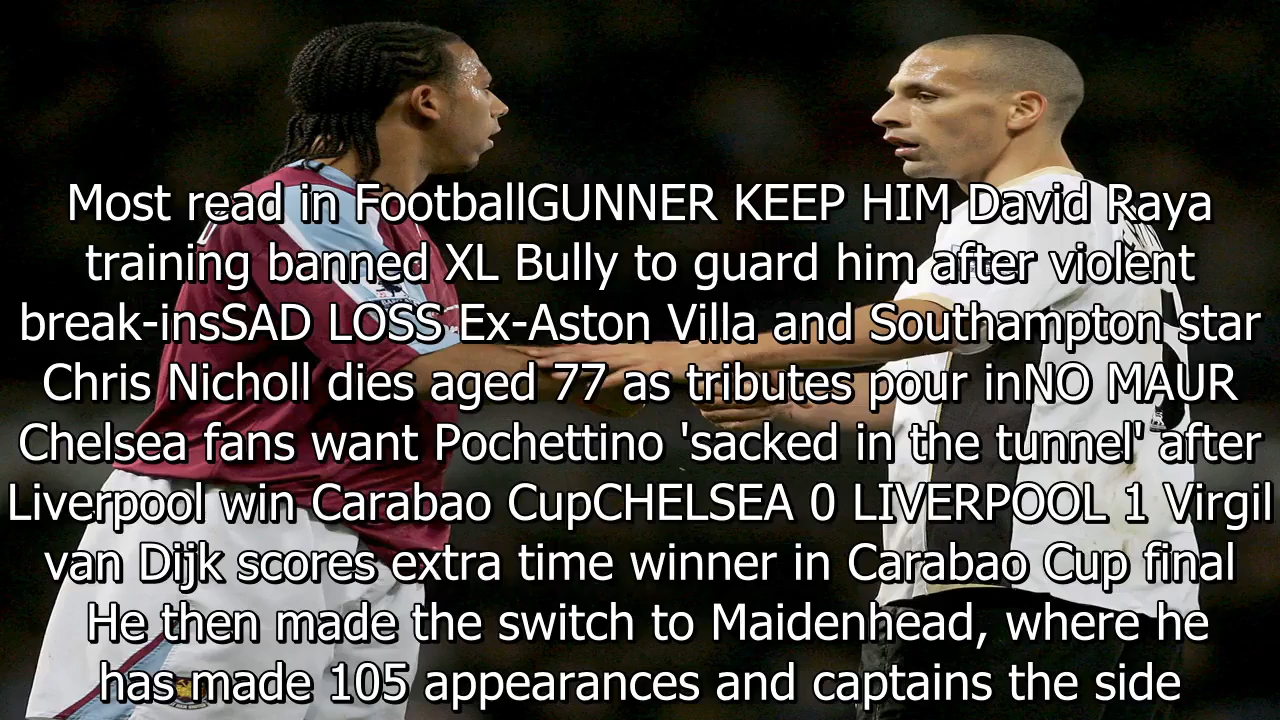 Most read in FootballGUNNER KEEP HIM David Raya
training banned XL Bully to guard him after violent
break-insSAD LOSS Ex-Aston Villa and Southampton star
Chris Nicholl dies aged 77 as tributes pour inNO MAUR
Chelsea fans want Pochettino 'sacked in the tunnel' after
Liverpool win Carabao CupCHELSEA 0 LIVERPOOL 1 Virgil
van Dijk scores extra time winner in Carabao Cup final
He then made the switch to Maidenhead, where he
has made 105 appearances and captains the side